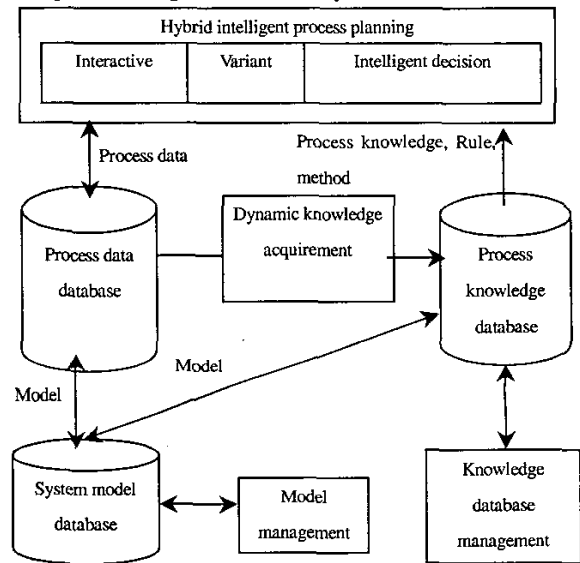 Hybrid intelligent process planning
Interactive
Variant
Intelligent decision
Process data
Process knowledge, Rule,
method
Process data
database
Dynamic knowledge
acquirement
Process
knowledge
database
Model
Model
System model
database
Model
management
Knowledge
database
management